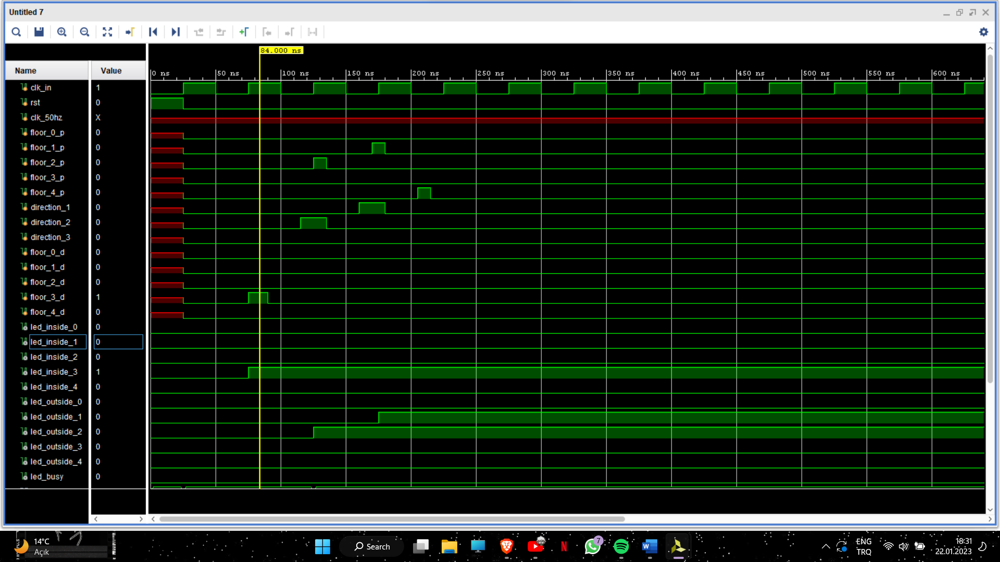 Untitled 7
84.000 ns
Name Value
0 ns 50 ns 100 ns 150 ns 200 ns 250 ns 300 ns 350 ns 400 ns 450 ns 500 ns 550 ns 600 ns
clk_in 1
rst 0
clk_50hz X
floor_0_p 0
floor_1_p 0
floor_2_p 0
floor_3_p 0
floor_4_p 0
direction_1 0
direction_2 0
direction_3 0
floor_0_d 0
floor_1_d 0
floor_2_d 0
floor_3_d 1
floor_4_d 0
led_inside_0 0
led_inside_1 0
led_inside_2 0
led_inside_3 1
led_inside_4 0
led_outside_0 0
led_outside_1 0
led_outside_2 0
led_outside_3 0
led_outside_4 0
led_busy 0
14°C
Açık
Search
N
7
W
ENG
TRQ
18:31
22.01.2023